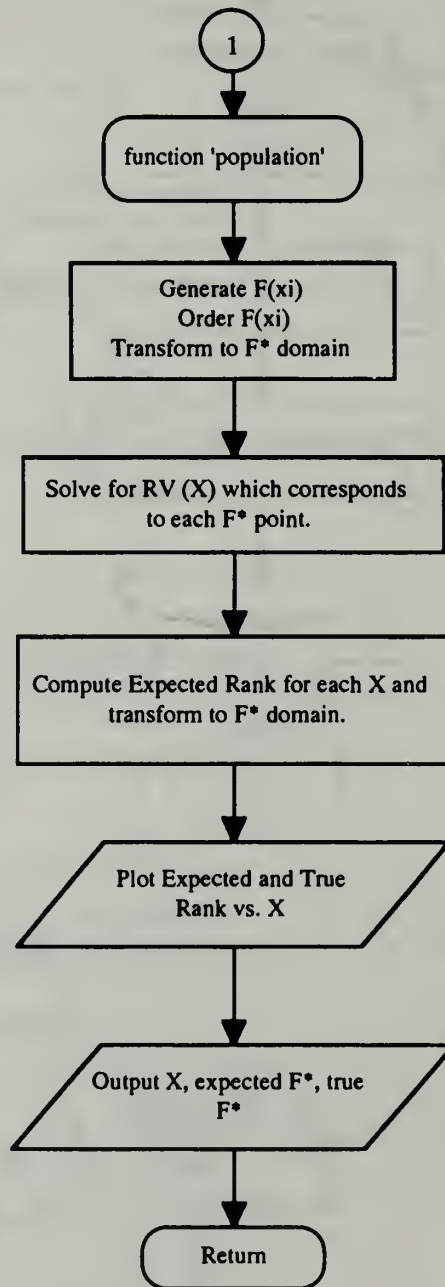 1
function 'population'
Generate F(xi)
Order F(xi)
Transform to F* domain
Solve for RV (X) which corresponds
to each F* point.
Compute Expected Rank for each X and
transform to F* domain.
Plot Expected and True
Rank vs. X
Output X, expected F*, true
F*
Return